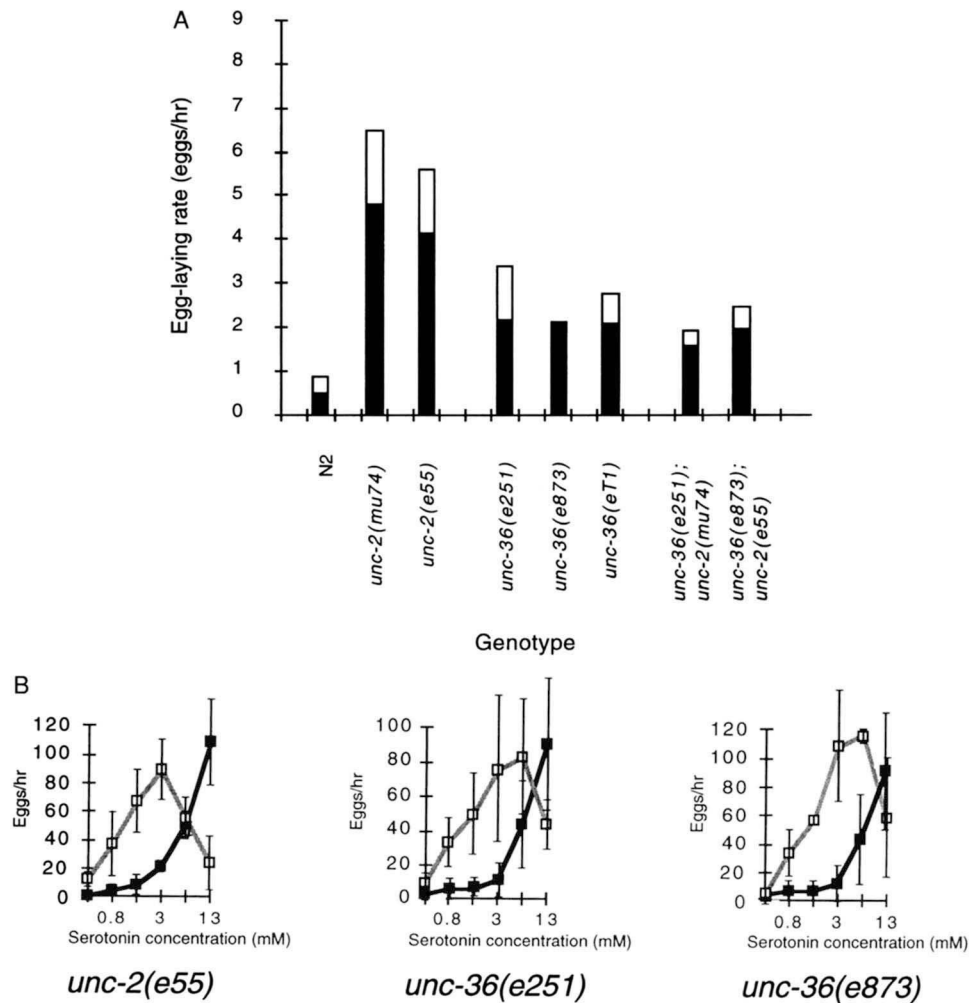 A
9
8
7
6
5
4
3
2
1
0
Egg-laying rate (eggs/hr)
N2
unc-2(mu74)
unc-2(e55)
unc-36(e251)
unc-36(e873)
unc-36(eT1)
unc-36(e251);
unc-2(mu74)
unc-36(e873);
unc-2(e55)
Genotype
B
120
100
80
60
40
20
0
Eggs/hr
0.8 3 13
Serotonin concentration (mM)
unc-2(e55)
100
80
60
40
20
0
Eggs/hr
0.8 3 13
Serotonin concentration (mM)
unc-36(e251)
120
100
80
60
40
20
0
Eggs/hr
0.8 3 13
Serotonin concentration (mM)
unc-36(e873)